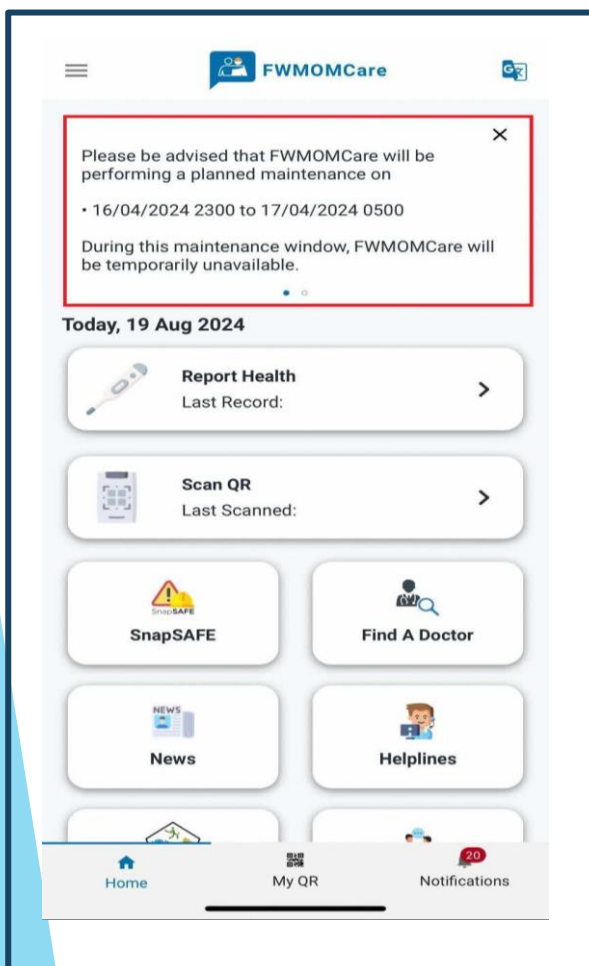 FWMOMCare
Please be advised that FWMOMCare will be
performing a planned maintenance on
• 16/04/2024 2300 to 17/04/2024 0500
During this maintenance window, FWMOMCare will
be temporarily unavailable.
Today, 19 Aug 2024
Report Health
Last Record:
Scan QR
Last Scanned:
SnapSAFE
SnapSAFE
Find A Doctor
NEWS
News
Helplines
20
Home
My QR
Notifications